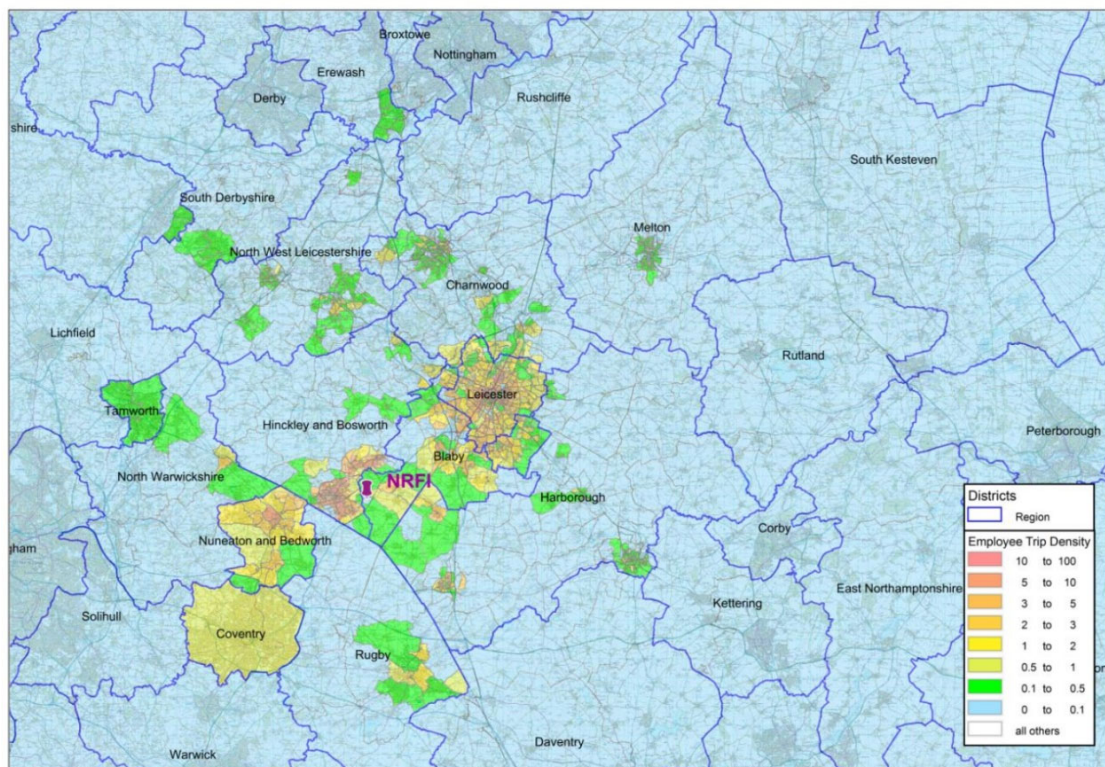 Broxtowe
Nottingham
Erewash
Derby
Rushcliffe
shire
South Kesteven
South Derbyshire
Melton
North West Leicestershire
Charnwood
Lichfield
Rutland
Leicester
Tamworth
Hinckley and Bosworth
Peterborough
Blaby
North Warwickshire
NRFI
Harborough
Corby
Nuneaton and Bedworth
gham
East Northamptonshire
Kettering
Solihull
Coventry
Rugby
Daventry
Warwick
Districts
Region
Employee Trip Density
10 to 100
5 to 10
3 to 5
2 to 3
1 to 2
0.5 to 1
0.1 to 0.5
0 to 0.1
all others